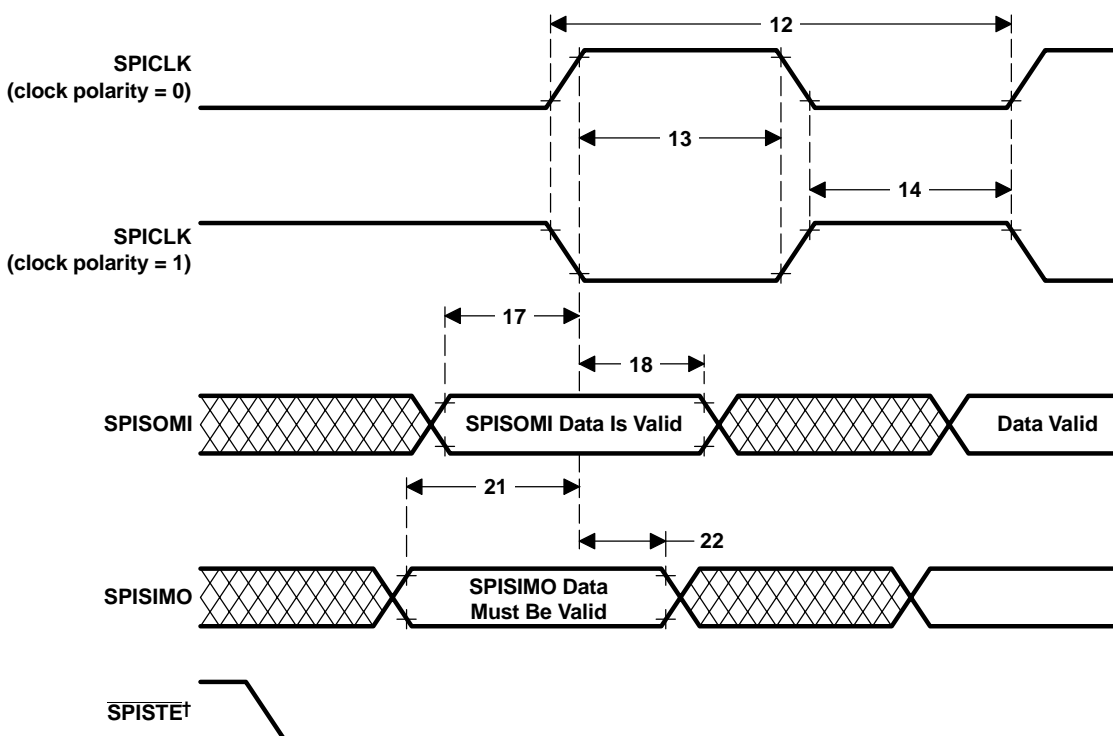 12
SPICLK
(clock polarity = 0)
13
14
SPICLK
(clock polarity = 1)
17
18
SPISOMI
SPISOMI Data Is Valid
Data Valid
21
22
SPISIMO
SPISIMO Data
Must Be Valid
SPISTE†